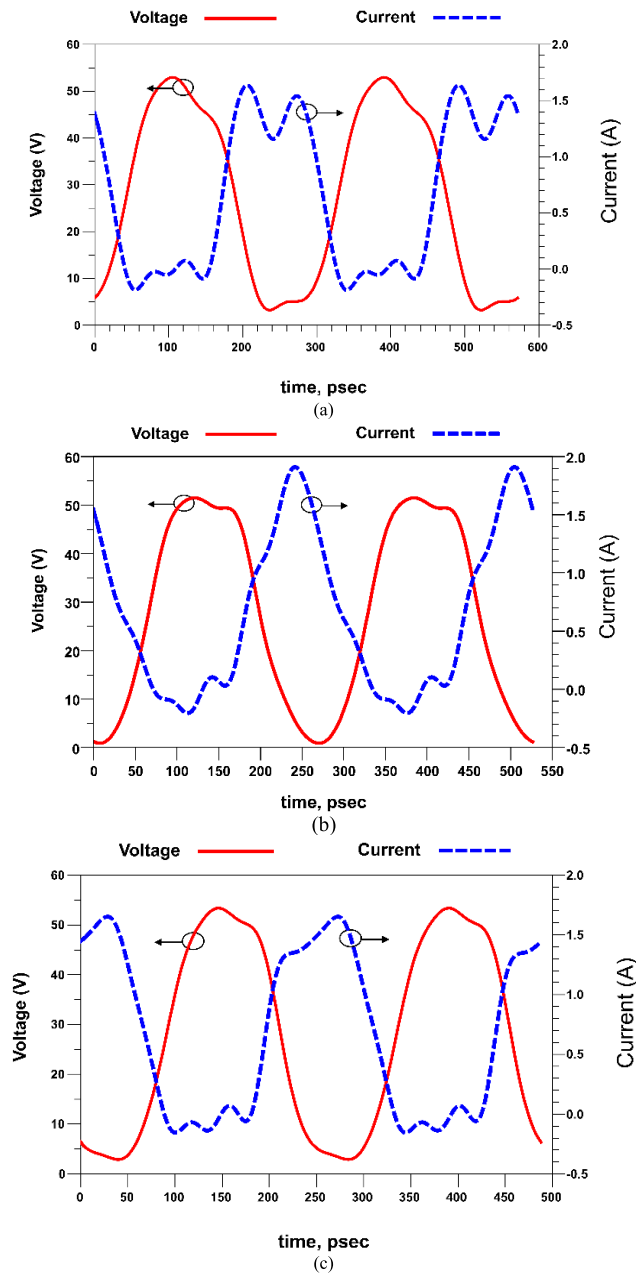 Voltage Current
60 2.0
50 1.5
40 1.0
30 0.5
20 0.0
10 -0.5
0
Voltage (V)
Current (A)
0 100 200 300 400 500 600
time, psec
(a)
Voltage Current
60 2.0
50 1.5
40 1.0
30 0.5
20 0.0
10 -0.5
0
Voltage (V)
Current (A)
0 50 100 150 200 250 300 350 400 450 500 550
time, psec
(b)
Voltage Current
60 2.0
50 1.5
40 1.0
30 0.5
20 0.0
10 -0.5
0
Voltage (V)
Current (A)
0 50 100 150 200 250 300 350 400 450 500
time, psec
(c)